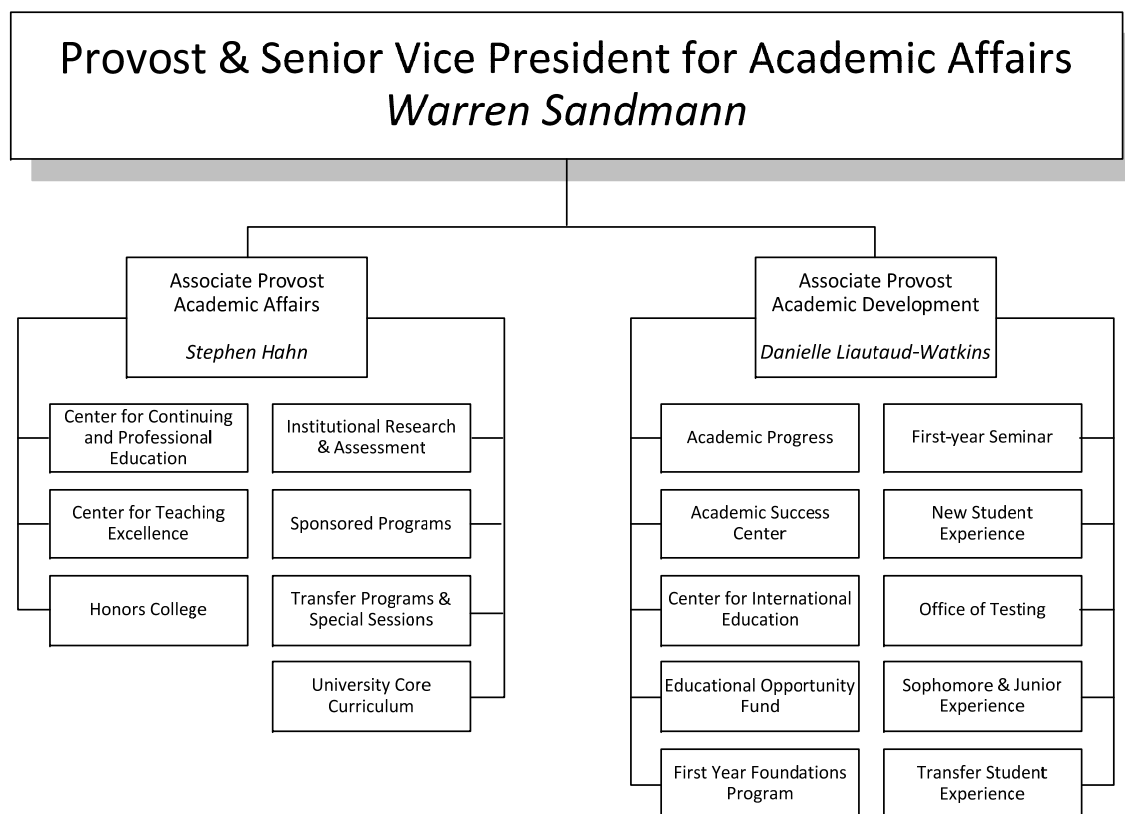 Provost & Senior Vice President for Academic Affairs
Warren Sandmann
Associate Provost
Academic Affairs
Stephen Hahn
Associate Provost
Academic Development
Danielle Liautaud-Watkins
Center for Continuing
and Professional
Education
Institutional Research
& Assessment
Center for Teaching
Excellence
Sponsored Programs
Honors College
Transfer Programs &
Special Sessions
University Core
Curriculum
Academic Progress
First-year Seminar
Academic Success
Center
New Student
Experience
Center for International
Education
Office of Testing
Educational Opportunity
Fund
Sophomore & Junior
Experience
First Year Foundations
Program
Transfer Student
Experience